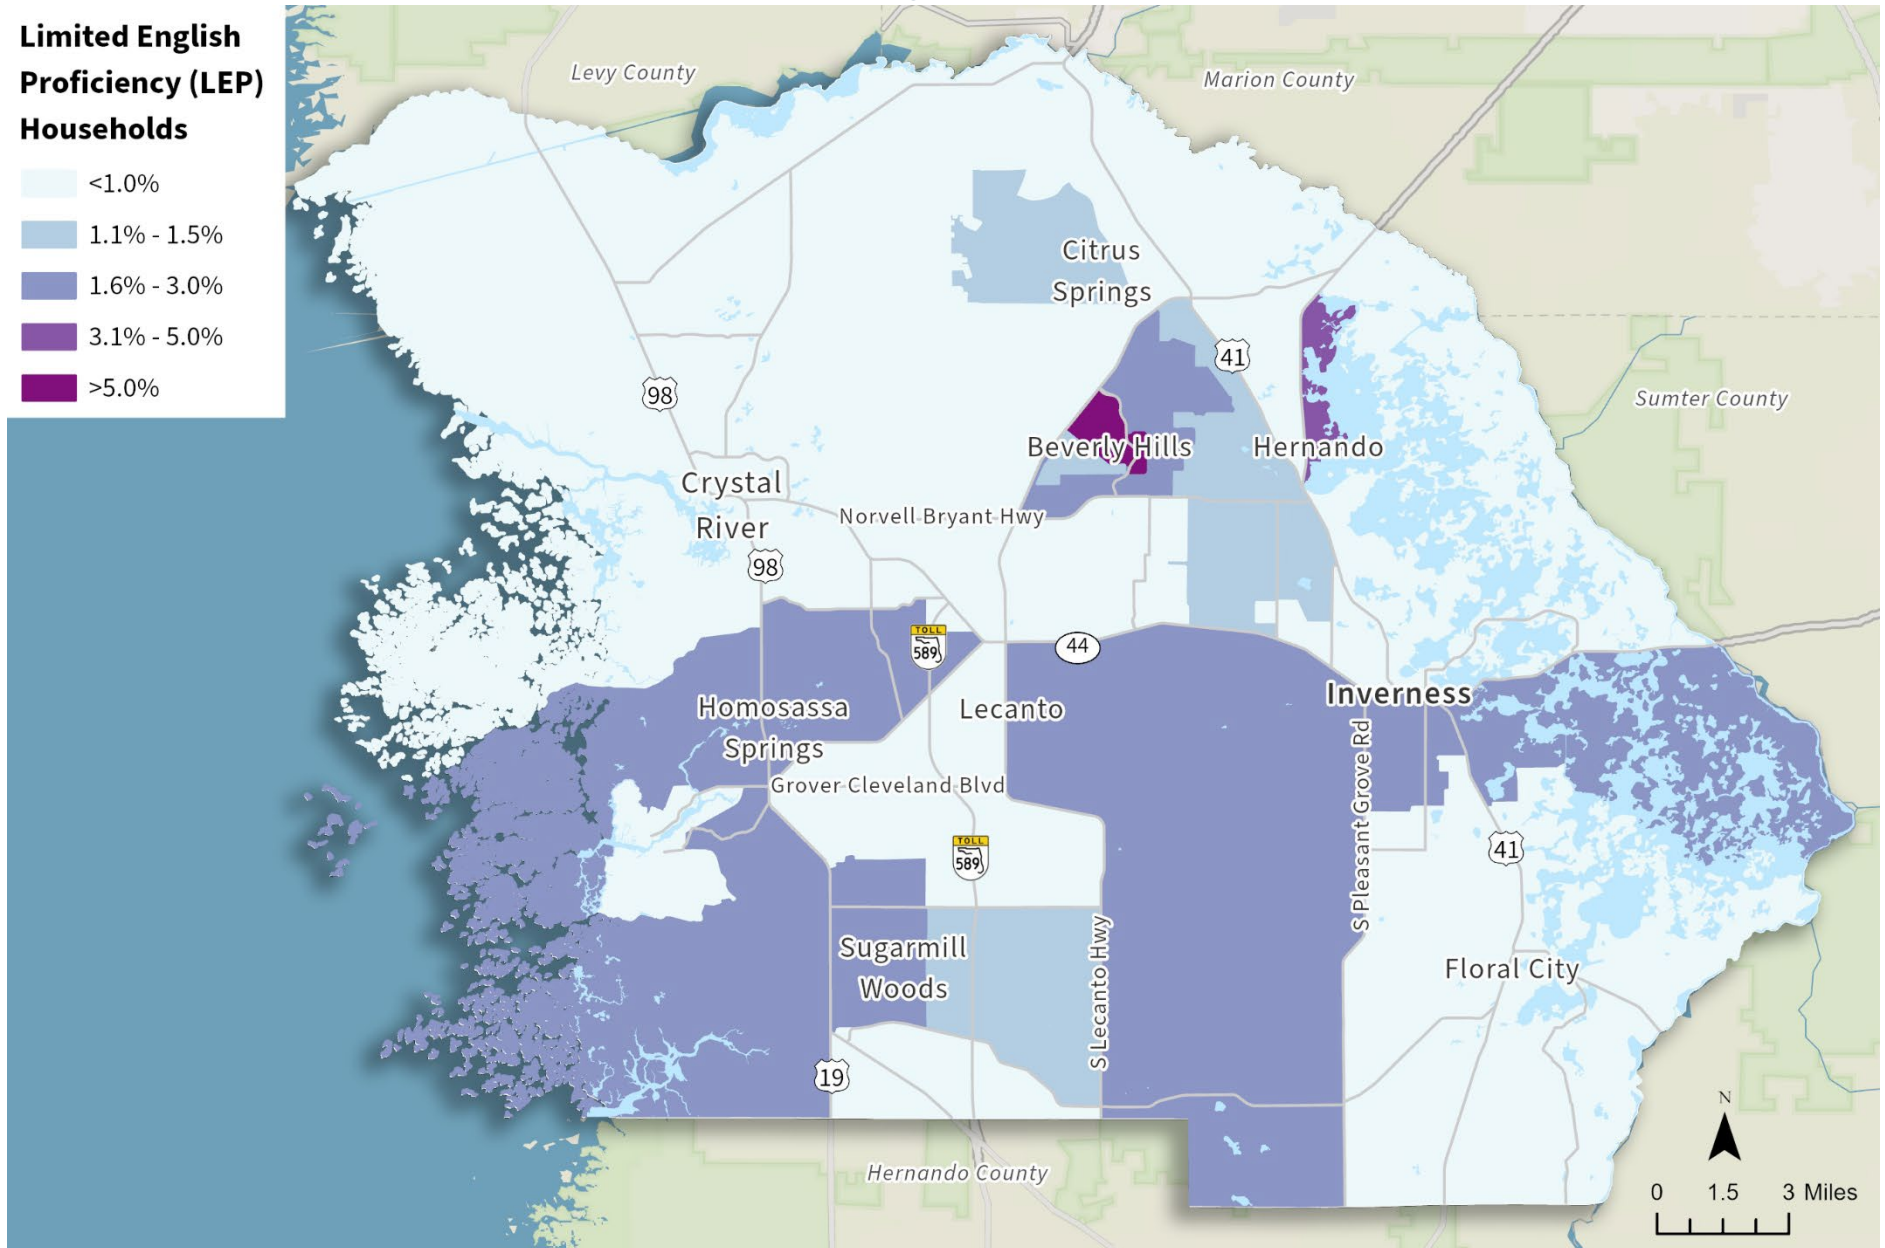 Limited English
Proficiency (LEP)
Households
<1.0%
1.1% - 1.5%
1.6% - 3.0%
3.1% - 5.0%
>5.0%
Levy County
Marion County
Citrus
Springs
41
98
Sumter County
Beverly Hills
Hernando
Crystal
River
Norvell Bryant Hwy
98
TOLL
589
44
Inverness
Homosassa
Springs
Lecanto
Grover Cleveland Blvd
S Pleasant Grove Rd
TOLL
589
41
Sugarmill
Woods
S Lecanto Hwy
Floral City
19
N
Hernando County
0 1.5 3 Miles